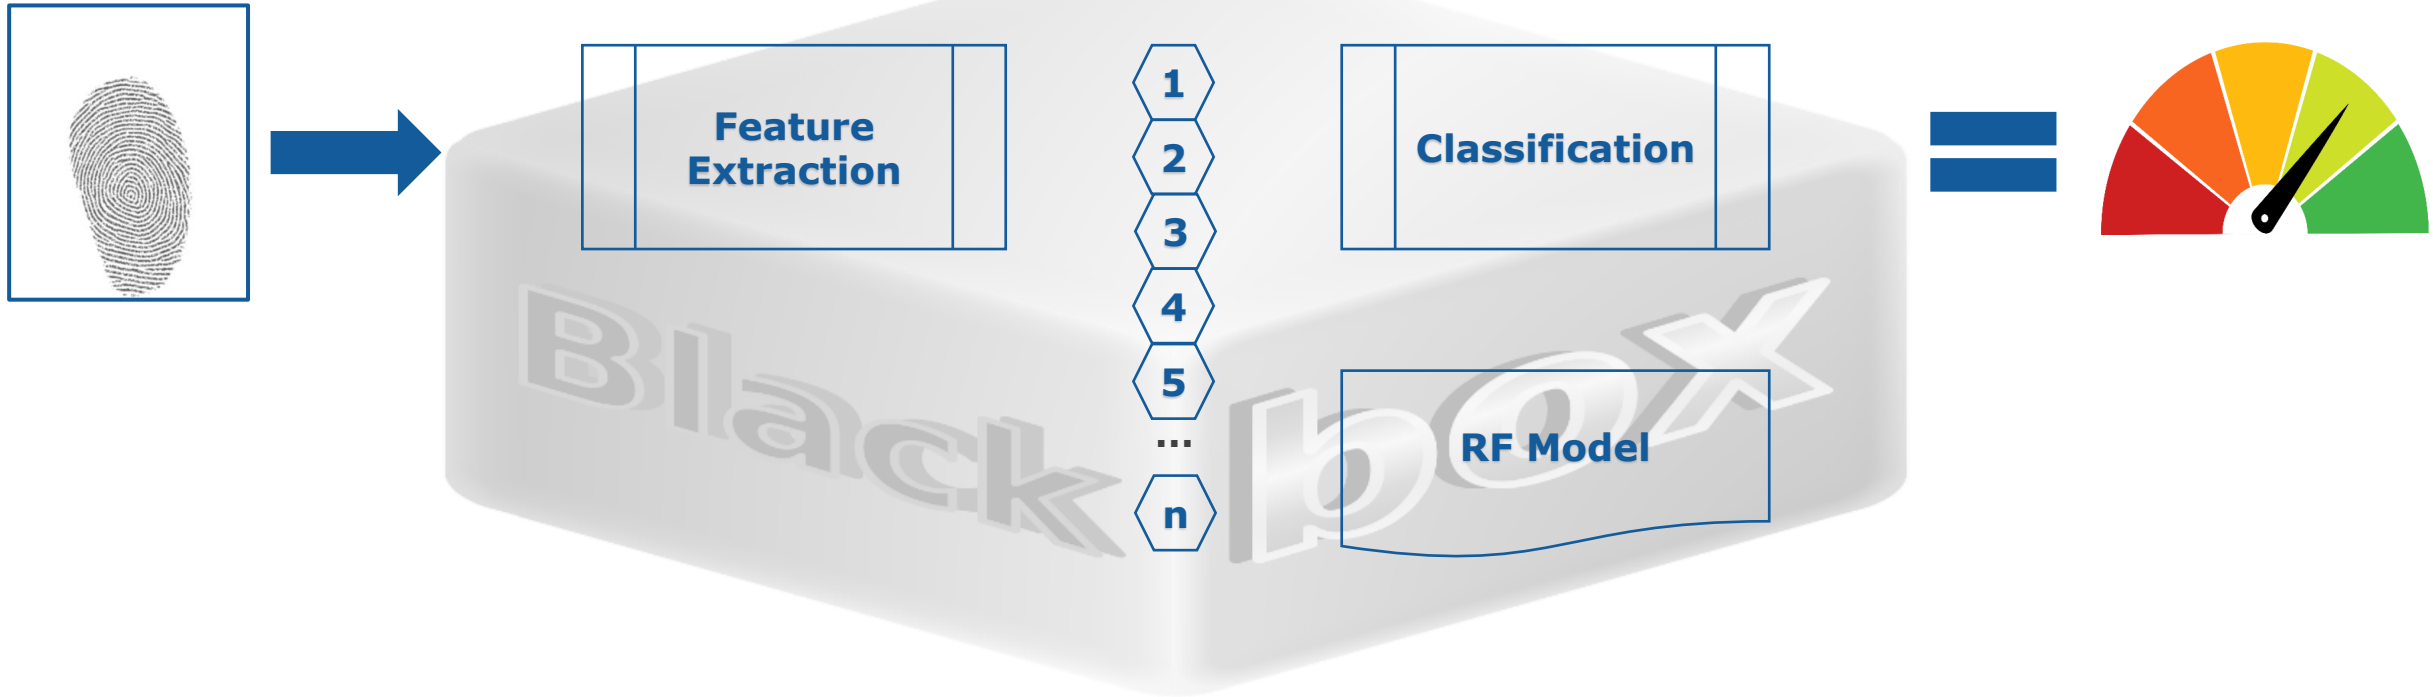 Feature
Extraction
1
2
3
4
5
...
n
Classification
RF Model
Black box